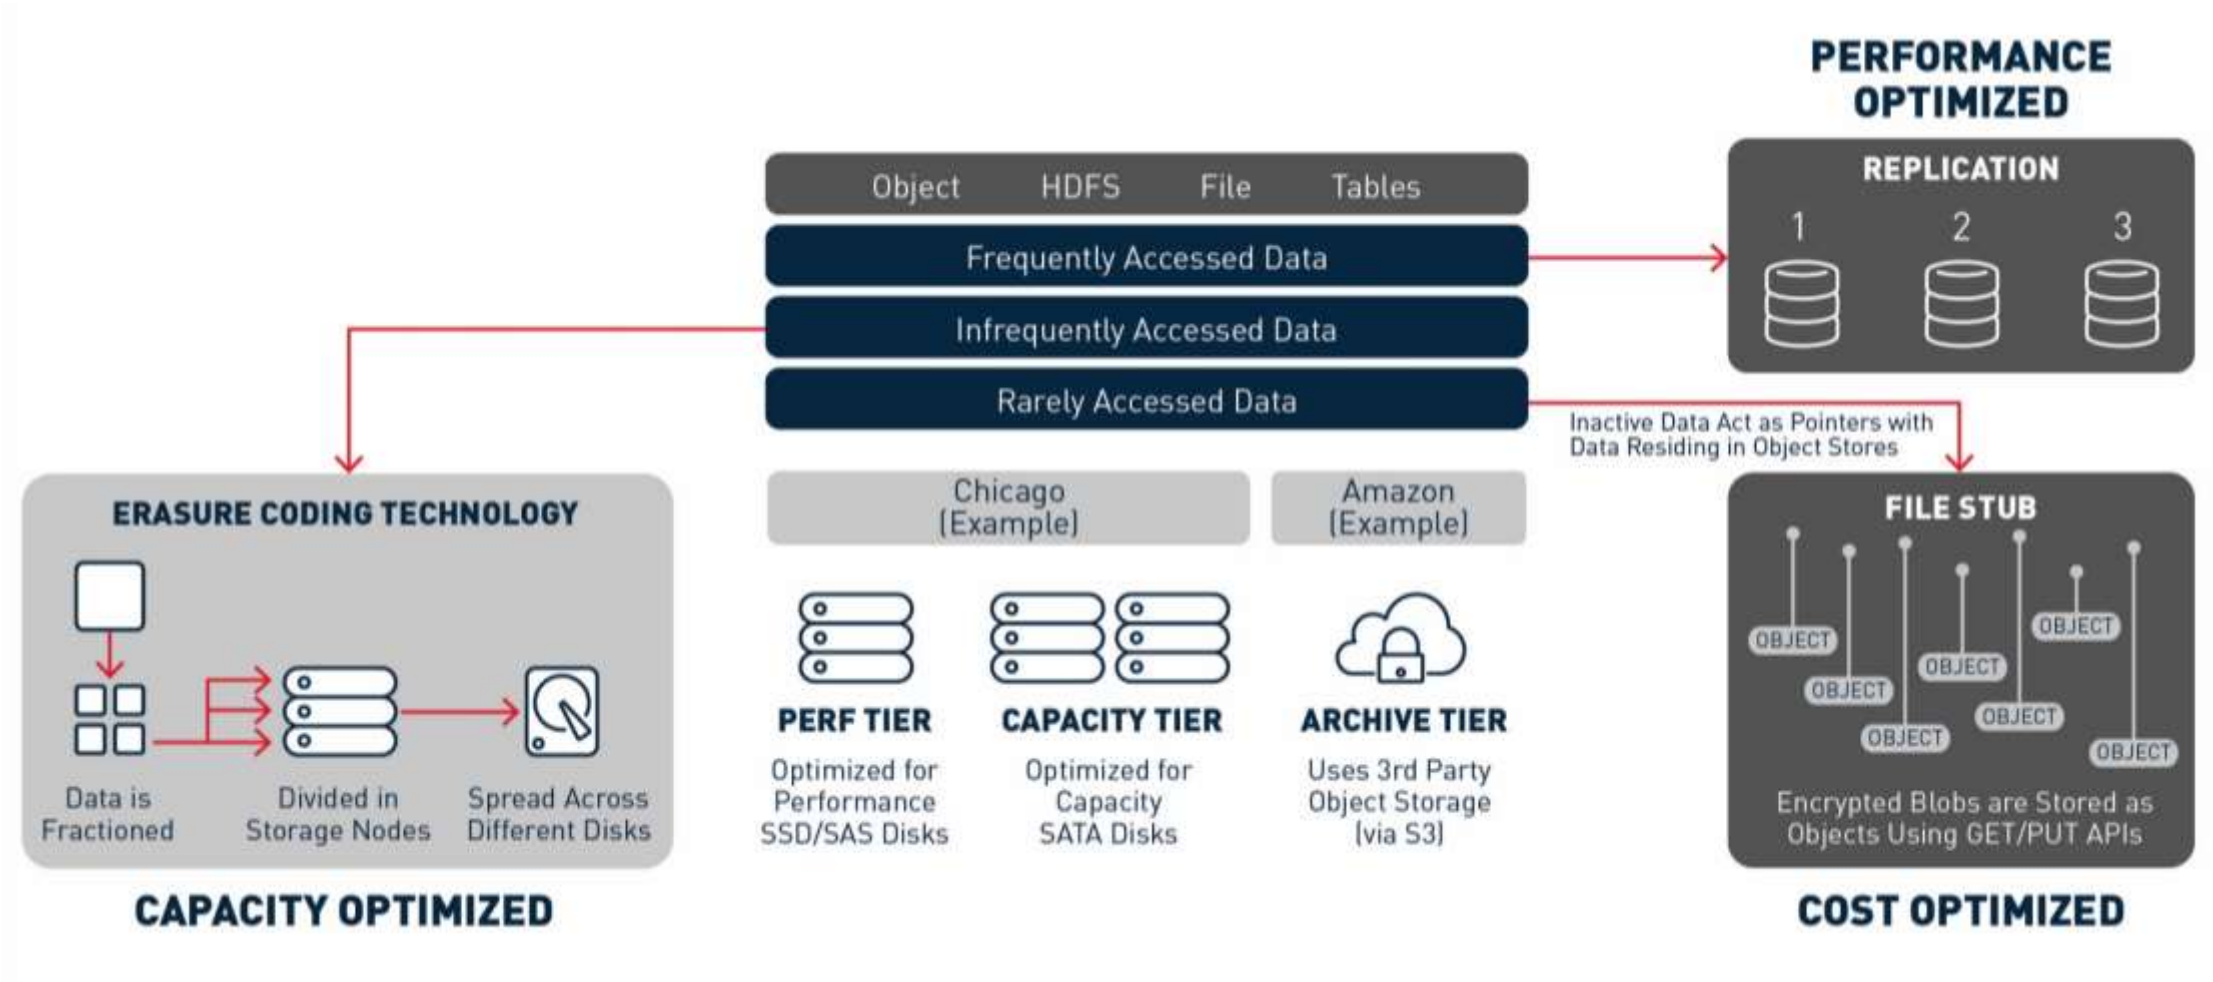 PERFORMANCE
OPTIMIZED
REPLICATION
1 2 3
Object HDFS File Tables
Frequently Accessed Data
Infrequently Accessed Data
Rarely Accessed Data
Inactive Data Act as Pointers with
Data Residing in Object Stores
ERASURE CODING TECHNOLOGY
Data is
Fractioned
Divided in
Storage Nodes
Spread Across
Different Disks
CAPACITY OPTIMIZED
Chicago
(Example)
Amazon
(Example)
PERF TIER
Optimized for
Performance
SSD/SAS Disks
CAPACITY TIER
Optimized for
Capacity
SATA Disks
ARCHIVE TIER
Uses 3rd Party
Object Storage
(via S3)
FILE STUB
OBJECT
OBJECT
OBJECT
OBJECT
OBJECT
OBJECT
OBJECT
Encrypted Blobs are Stored as
Objects Using GET/PUT APIs
COST OPTIMIZED